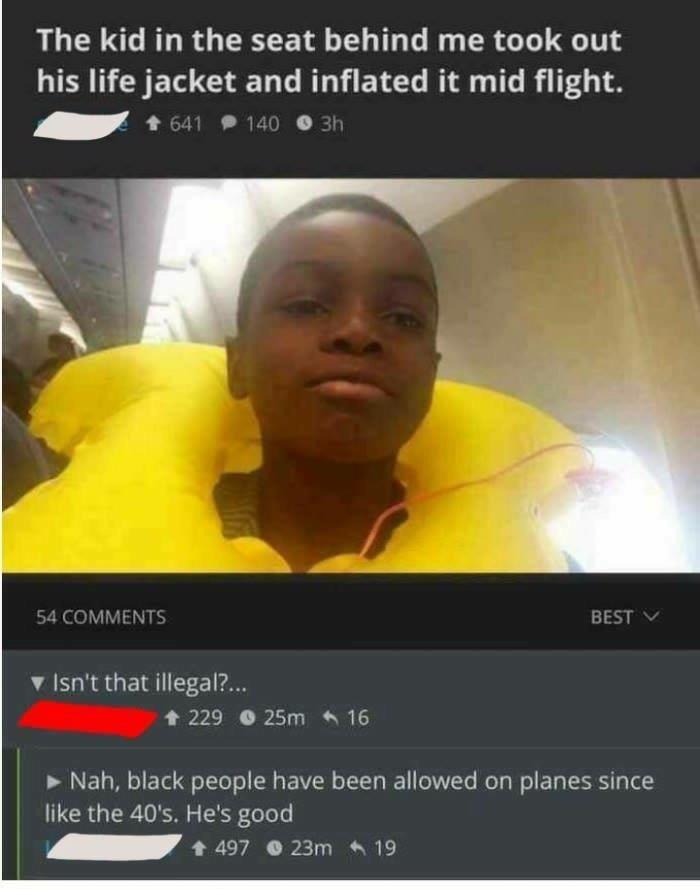 The kid in the seat behind me took out
his life jacket and inflated it mid flight.
641 140 3h
54 COMMENTS BEST
Isn't that illegal?...
229 25m 16
Nah, black people have been allowed on planes since
like the 40's. He's good
497 23m 19